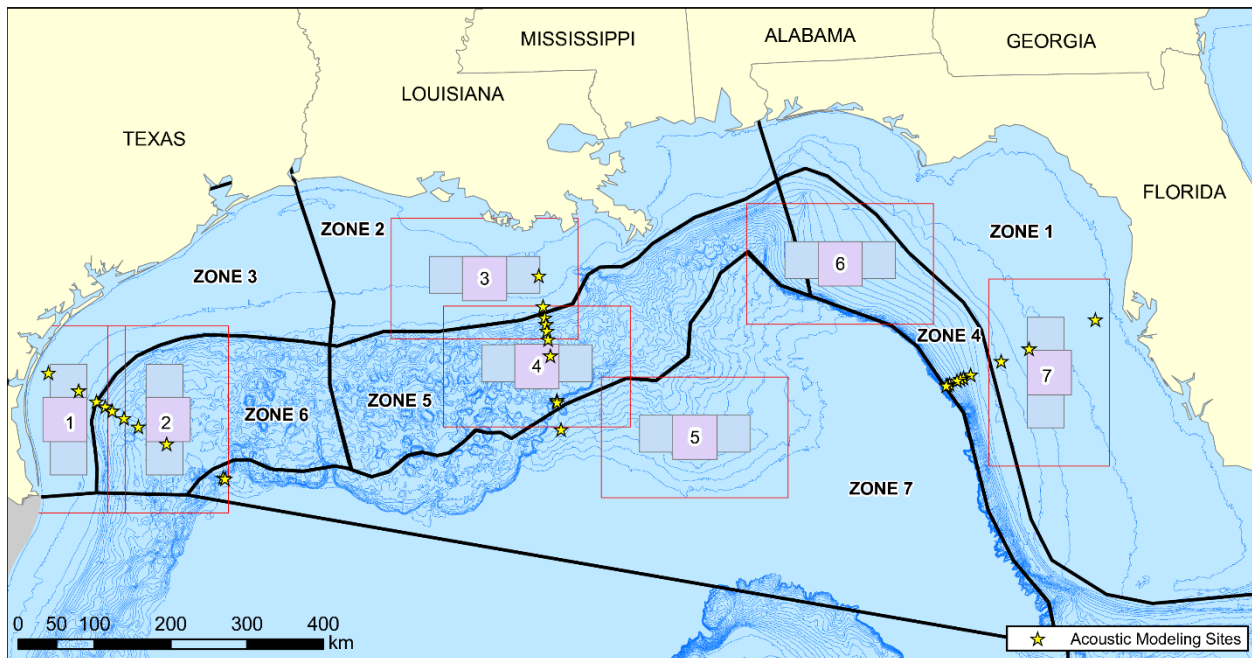 MISSISSIPPI
ALABAMA
GEORGIA
LOUISIANA
TEXAS
FLORIDA
ZONE 2
ZONE 1
ZONE 3
3
6
ZONE 4
4
7
1
2
ZONE 6
ZONE 5
5
ZONE 7
0 50 100 200 300 400
km
Acoustic Modeling Sites